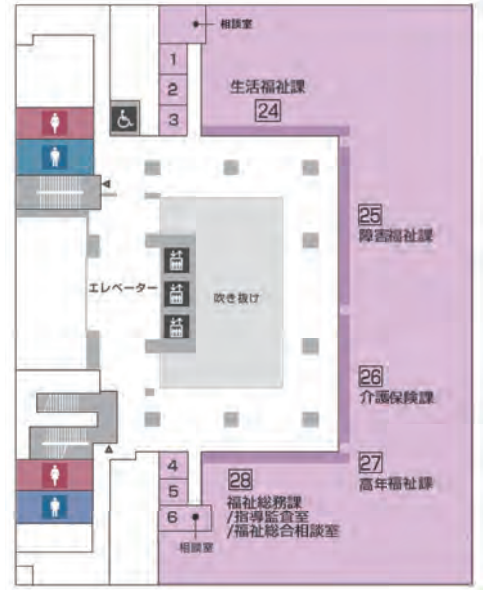 相談室
1
2
3
生活福祉課
24
25
障害福祉課
エレベーター
吹き抜け
26
介護保険課
27
高年福祉課
4
5
6
28
福祉総務課
/指導監査室
/福祉総合相談室
相談室